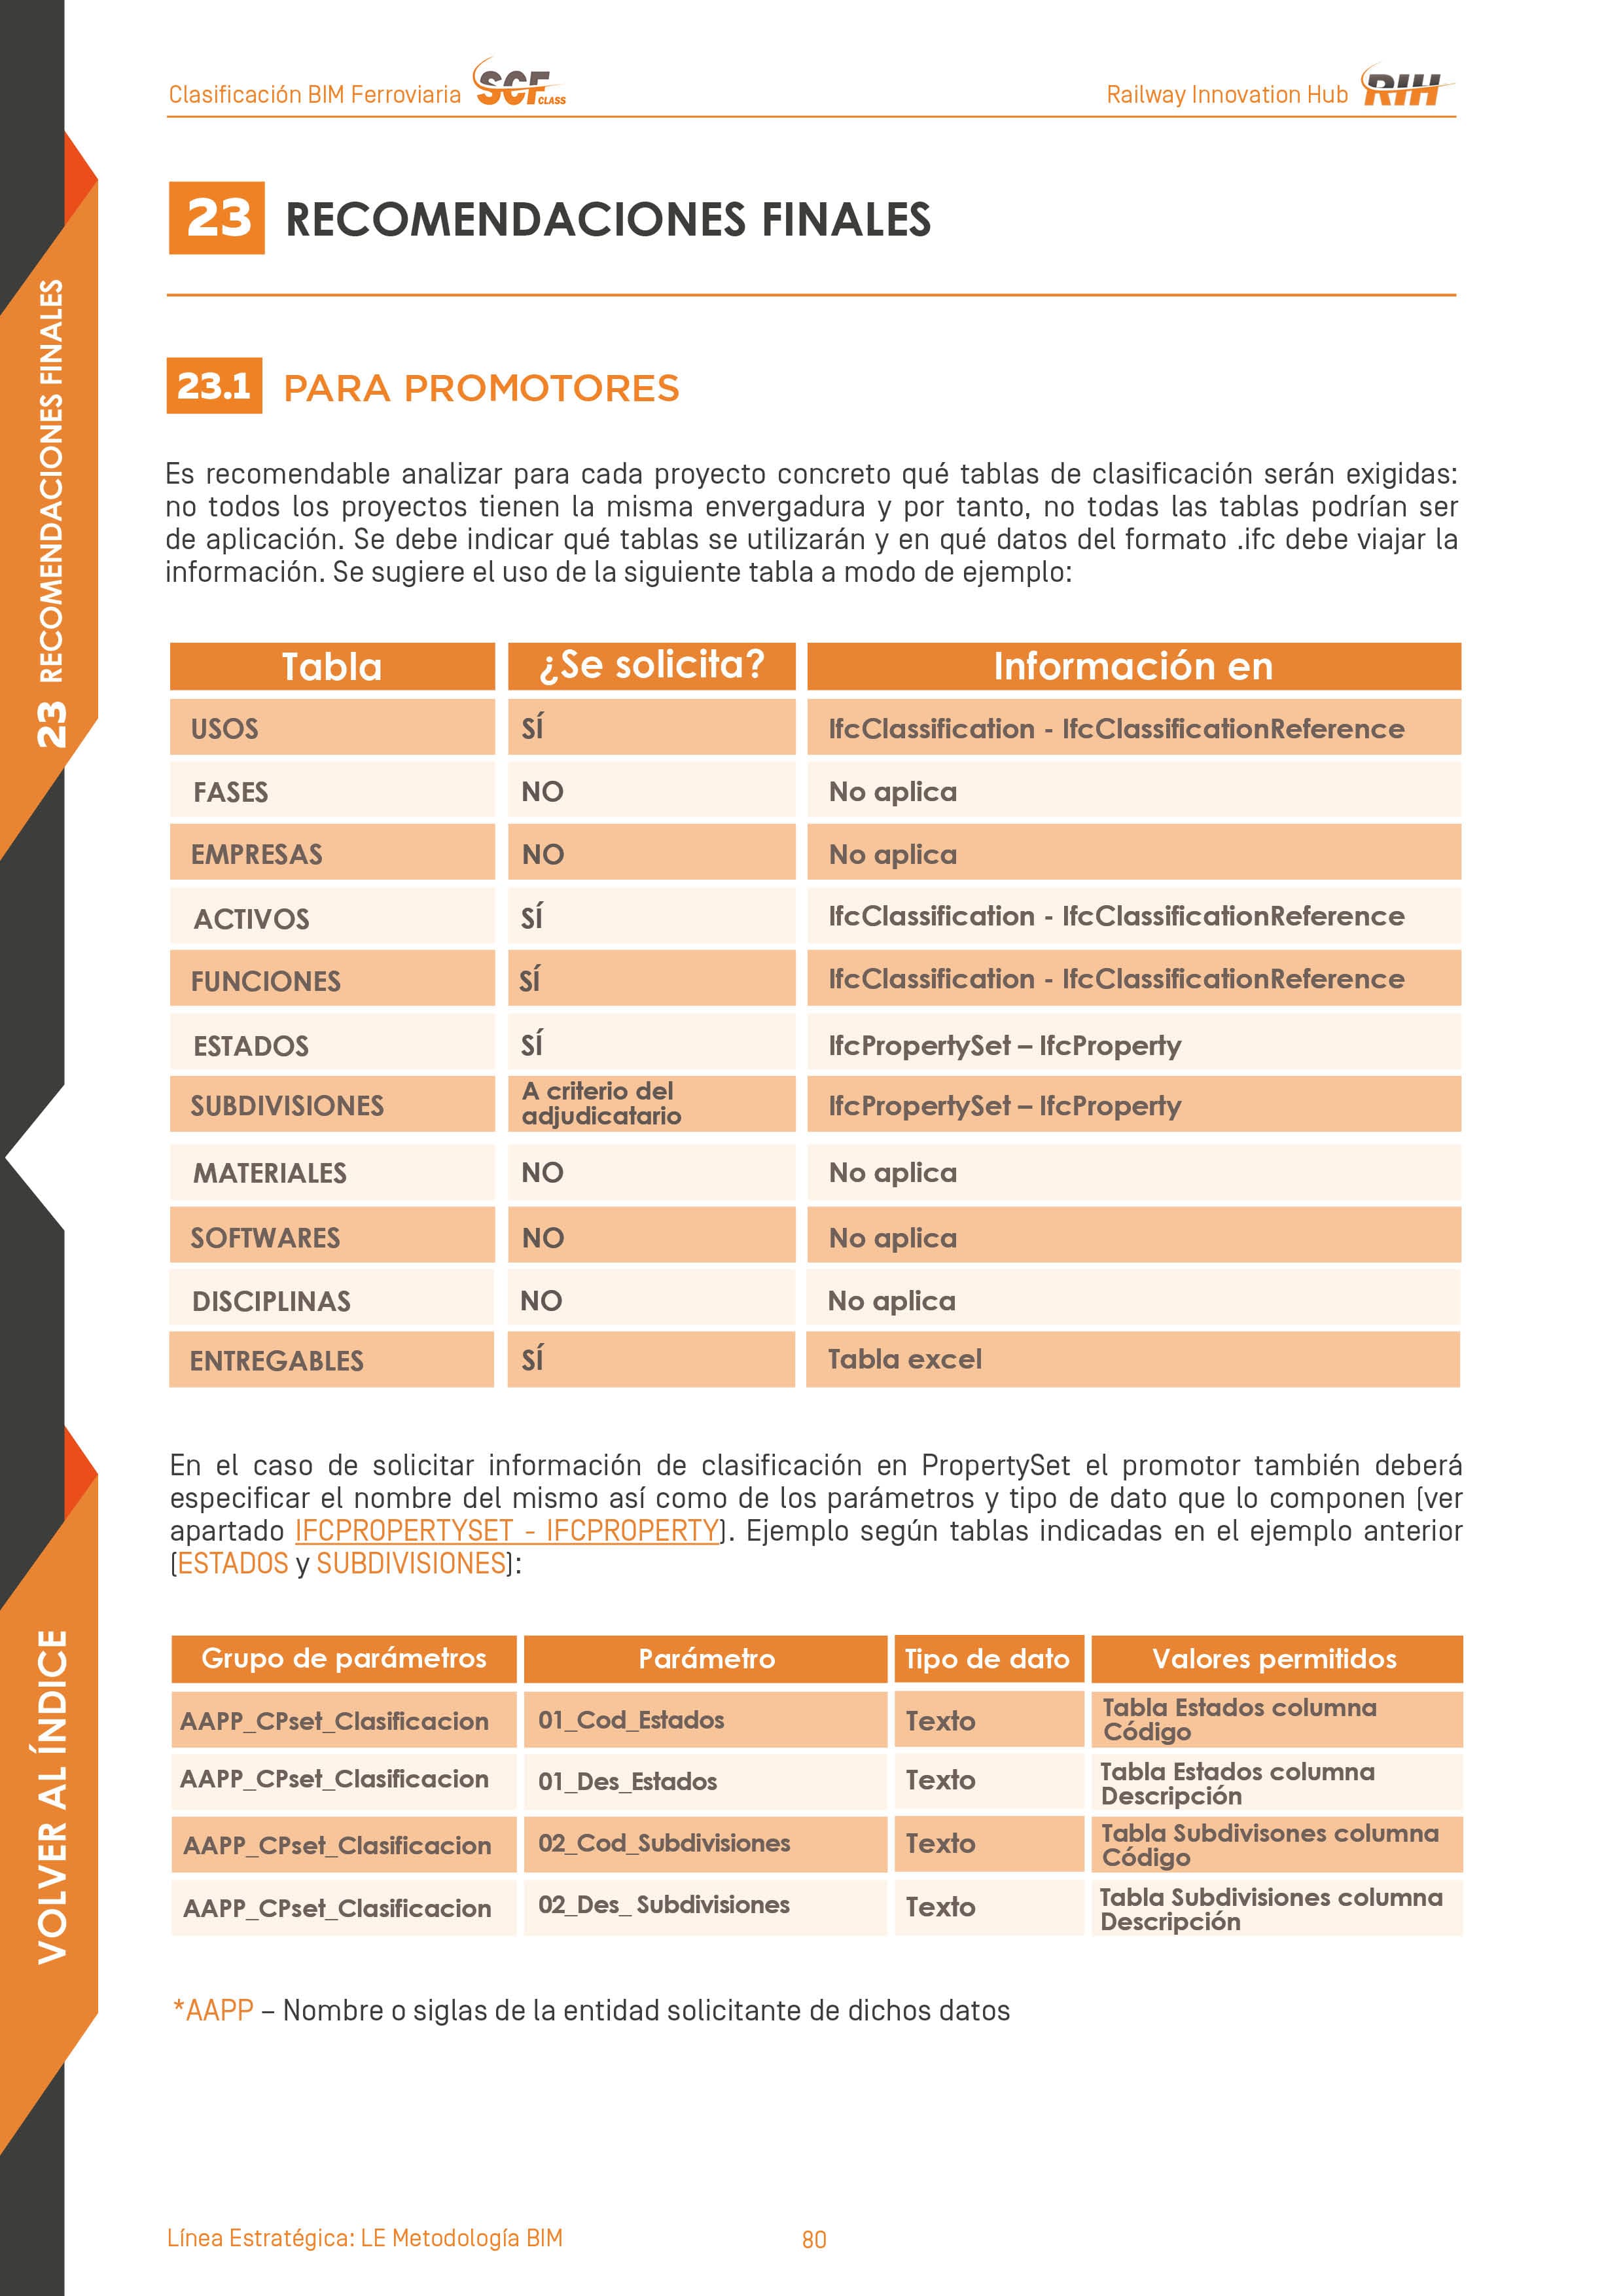 Clasificación BIM Ferroviaria SCF CLASS
Railway Innovation Hub RIH
23 RECOMENDACIONES FINALES
23.1 PARA PROMOTORES
Es recomendable analizar para cada proyecto concreto qué tablas de clasificación serán exigidas:
no todos los proyectos tienen la misma envergadura y por tanto, no todas las tablas podrían ser
de aplicación. Se debe indicar qué tablas se utilizarán y en qué datos del formato .ifc debe viajar la
información. Se sugiere el uso de la siguiente tabla a modo de ejemplo:
Tabla ¿Se solicita? Información en
USOS SÍ IfcClassification - IfcClassificationReference
FASES NO No aplica
EMPRESAS NO No aplica
ACTIVOS SÍ IfcClassification - IfcClassificationReference
FUNCIONES SÍ IfcClassification - IfcClassificationReference
ESTADOS SÍ IfcPropertySet – IfcProperty
SUBDIVISIONES A criterio del
adjudicatario IfcPropertySet – IfcProperty
MATERIALES NO No aplica
SOFTWARES NO No aplica
DISCIPLINAS NO No aplica
ENTREGABLES SÍ Tabla excel
En el caso de solicitar información de clasificación en PropertySet el promotor también deberá
especificar el nombre del mismo así como de los parámetros y tipo de dato que lo componen (ver
apartado IFCPROPERTYSET - IFCPROPERTY). Ejemplo según tablas indicadas en el ejemplo anterior
(ESTADOS y SUBDIVISIONES):
Grupo de parámetros Parámetro Tipo de dato Valores permitidos
AAPP_CPset_Clasificacion 01_Cod_Estados Texto Tabla Estados columna
Código
AAPP_CPset_Clasificacion 01_Des_Estados Texto Tabla Estados columna
Descripción
AAPP_CPset_Clasificacion 02_Cod_Subdivisiones Texto Tabla Subdivisones columna
Código
AAPP_CPset_Clasificacion 02_Des_ Subdivisiones Texto Tabla Subdivisiones columna
Descripción
*AAPP – Nombre o siglas de la entidad solicitante de dichos datos
Línea Estratégica: LE Metodología BIM
80
23 RECOMENDACIONES FINALES
VOLVER AL ÍNDICE